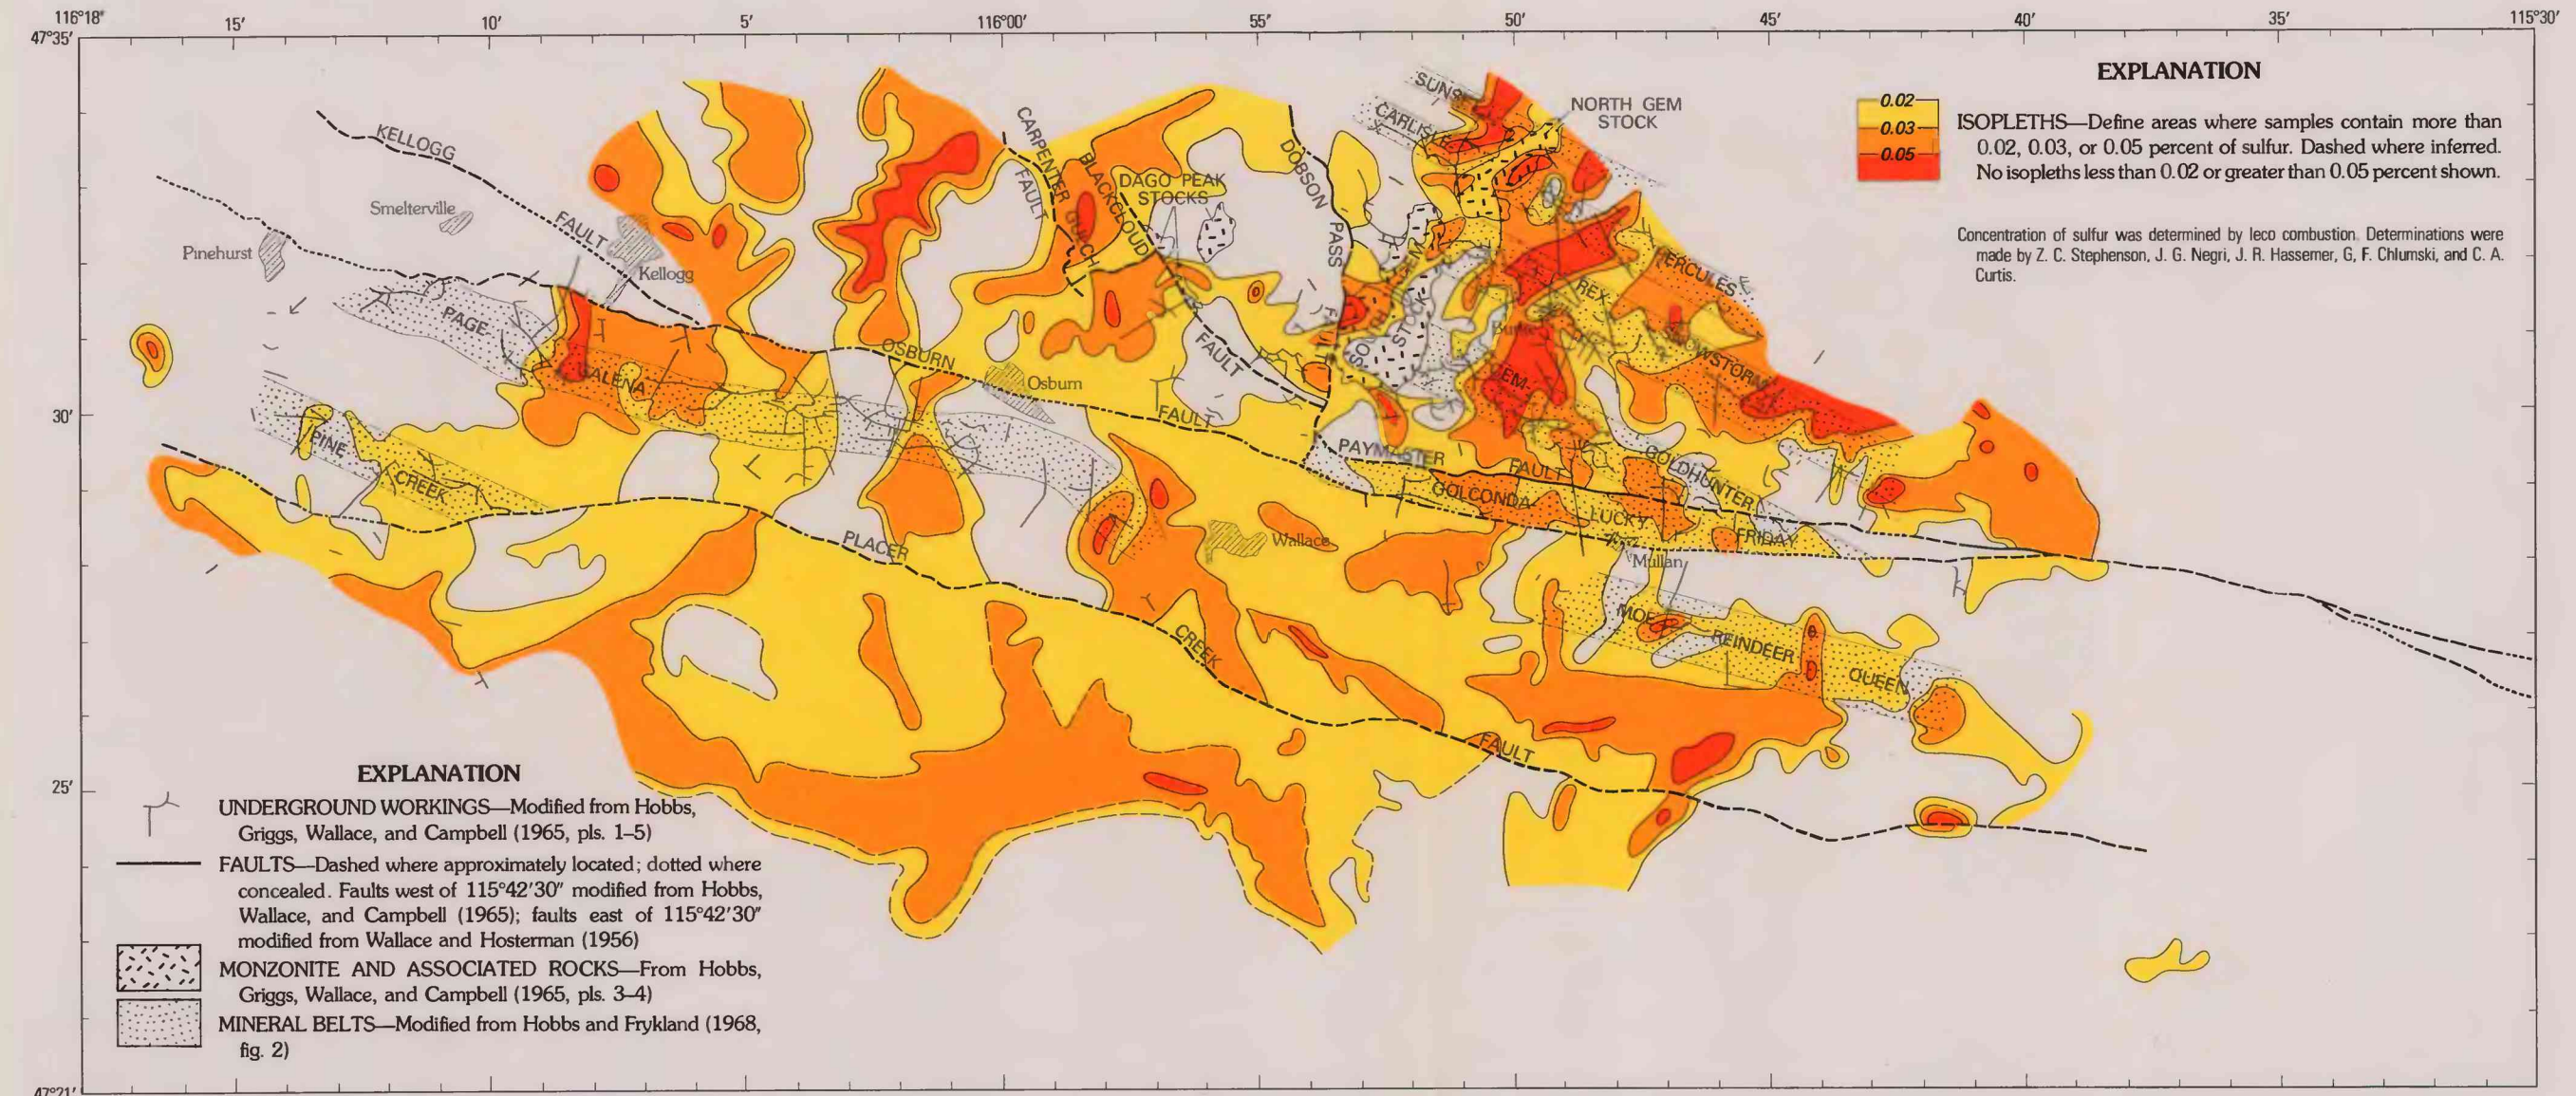 116°18″
15′
10′
5′
116°00′
55′
50′
45′
40′
35′
115°30′
47°35′
30′
25′
47°21′
EXPLANATION
0.02
0.03
0.05
ISOPLETHS—Define areas where samples contain more than
0.02, 0.03, or 0.05 percent of sulfur. Dashed where inferred.
No isopleths less than 0.02 or greater than 0.05 percent shown.
Concentration of sulfur was determined by leco combustion. Determinations were
made by Z. C. Stephenson, J. G. Negri, J. R. Hassemer, G, F. Chlumski, and C. A.
Curtis.
KELLOGG
FAULT
Smelterville
Pinehurst
Kellogg
PAGE-
GALENA
OSBURN
FAULT
Osburn
PINE
CREEK
PLACER
CREEK
FAULT
CARPENTER GULCH
FAULT
BLACKCLOUD
FAULT
DAGO PEAK
STOCKS
DOBSON
PASS
FAULT
CARLISLE
NORTH GEM
STOCK
SOUTH GEM
STOCK
HERCULES
REX-
SNOWSTORM
Burke
GEM-
GOLDHUNTER
PAYMASTER
FAULT
GOLCONDA-
LUCKY
FRIDAY
Wallace
Mullan
MOE-
REINDEER
QUEEN
EXPLANATION
UNDERGROUND WORKINGS—Modified from Hobbs,
Griggs, Wallace, and Campbell (1965, pls. 1–5)
FAULTS—Dashed where approximately located; dotted where
concealed. Faults west of 115°42′30″ modified from Hobbs,
Wallace, and Campbell (1965); faults east of 115°42′30″
modified from Wallace and Hosterman (1956)
MONZONITE AND ASSOCIATED ROCKS—From Hobbs,
Griggs, Wallace, and Campbell (1965, pls. 3–4)
MINERAL BELTS—Modified from Hobbs and Frykland (1968,
fig. 2)